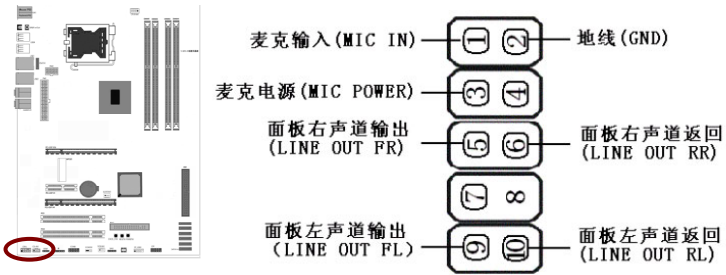 麦克输入(MIC IN)
1
2
地线(GND)
麦克电源(MIC POWER)
3
4
面板右声道输出
(LINE OUT FR)
5
6
面板右声道返回
(LINE OUT RR)
7
8
面板左声道输出
(LINE OUT FL)
9
10
面板左声道返回
(LINE OUT RL)